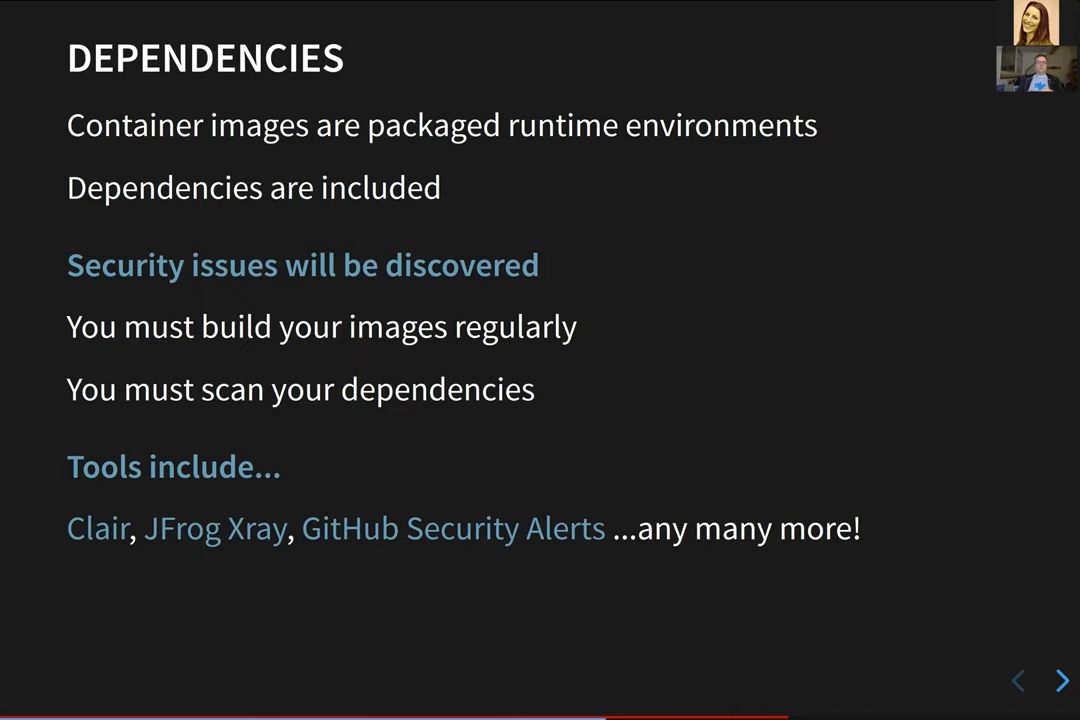 DEPENDENCIES
Container images are packaged runtime environments
Dependencies are included
Security issues will be discovered
You must build your images regularly
You must scan your dependencies
Tools include...
Clair, JFrog Xray, GitHub Security Alerts ...any many more!